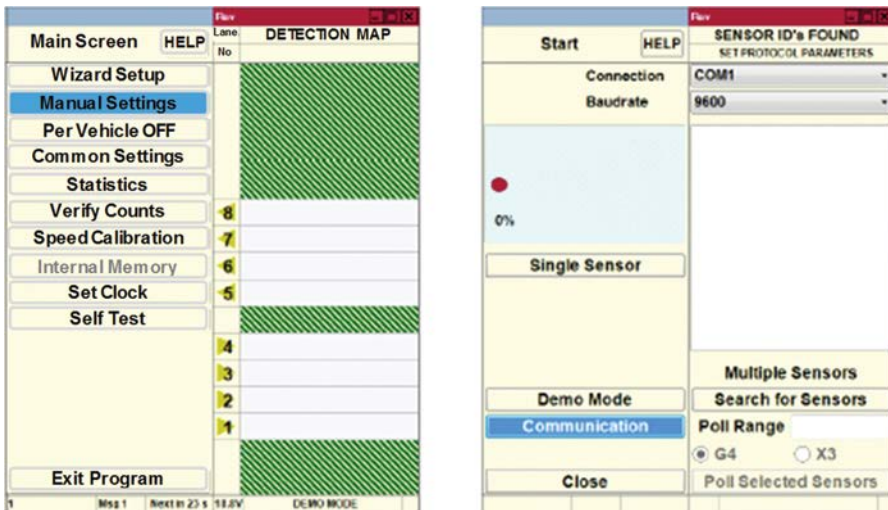 Rev
Main Screen HELP Lane No DETECTION MAP
Wizard Setup
Manual Settings
Per Vehicle OFF
Common Settings
Statistics
Verify Counts 8
Speed Calibration 7
Internal Memory 6
Set Clock 5
Self Test
4
3
2
1
Exit Program
1 Msg 1 Next in 23 s 18.8V DEMO MODE
Rev
Start HELP SENSOR ID's FOUND
SET PROTOCOL PARAMETERS
Connection COM1
Baudrate 9600
0%
Single Sensor
Multiple Sensors
Demo Mode Search for Sensors
Communication Poll Range
G4 X3
Close Poll Selected Sensors